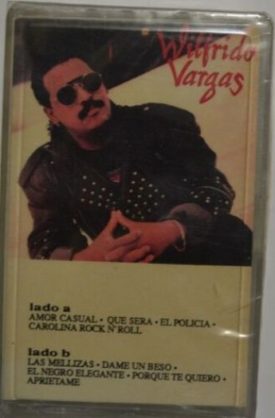 Wilfrido
Vargas
lado a
AMOR CASUAL • QUE SERA • EL POLICIA •
CAROLINA ROCK N' ROLL
lado b
LAS MELLIZAS • DAME UN BESO •
EL NEGRO ELEGANTE • PORQUE TE QUIERO •
APRIETAME